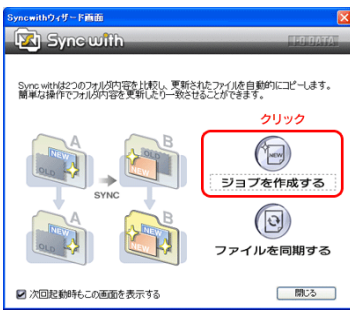 Syncwithウィザード画面
Sync with
I-O DATA
Sync withは2つのフォルダ内容を比較し、更新されたファイルを自動的にコピーします。
簡単な操作でフォルダ内容を更新したり一致させることができます。
クリック
A
B
NEW
OLD
OLD
NEW
NEW
ジョブを作成する
SYNC
A
B
NEW
OLD
NEW
NEW
ファイルを同期する
次回起動時もこの画面を表示する
閉じる